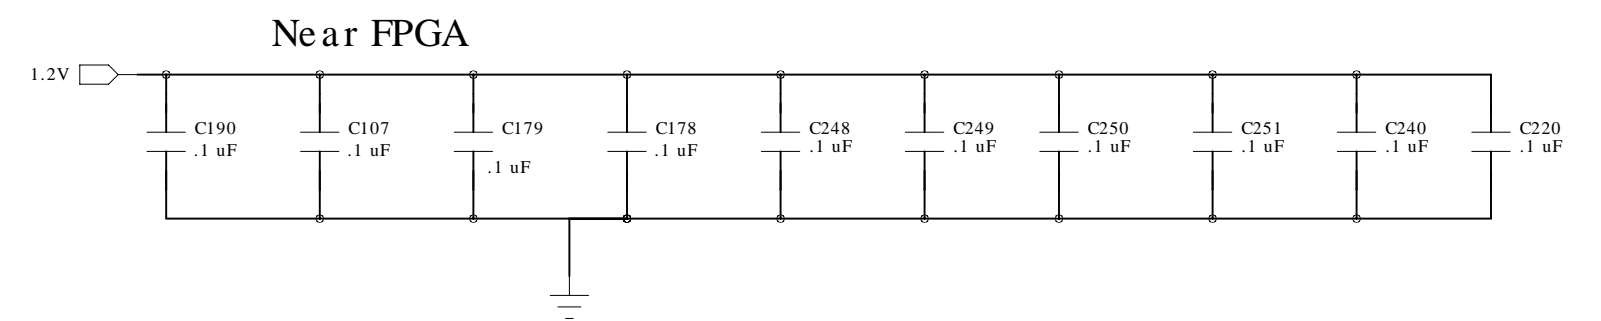 Near FPGA
1.2V
C190
.1 uF
C107
.1 uF
C179
.1 uF
C178
.1 uF
C248
.1 uF
C249
.1 uF
C250
.1 uF
C251
.1 uF
C240
.1 uF
C220
.1 uF